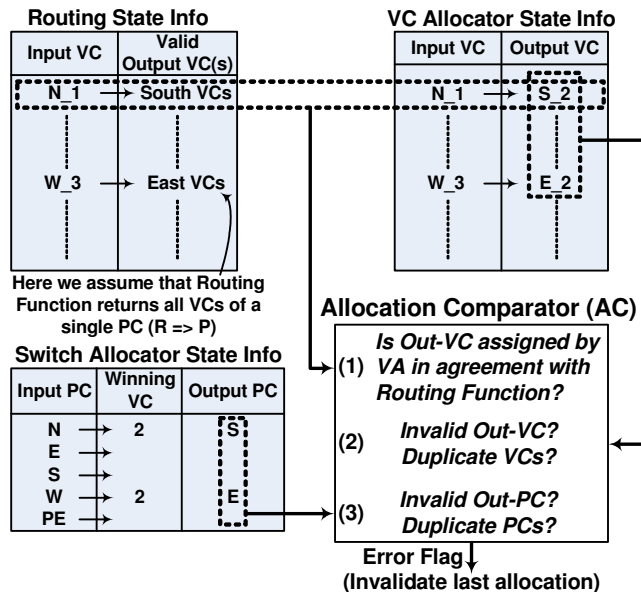 Routing State Info
Input VC
Valid
Output VC(s)
N_1
South VCs
W_3
East VCs
Here we assume that Routing
Function returns all VCs of a
single PC (R => P)
VC Allocator State Info
Input VC
Output VC
N_1
S_2
W_3
E_2
Switch Allocator State Info
Input PC
Winning
VC
Output PC
N
2
S
E
S
W
2
E
PE
Allocation Comparator (AC)
(1)
Is Out-VC assigned by
VA in agreement with
Routing Function?
(2)
Invalid Out-VC?
Duplicate VCs?
(3)
Invalid Out-PC?
Duplicate PCs?
Error Flag
(Invalidate last allocation)